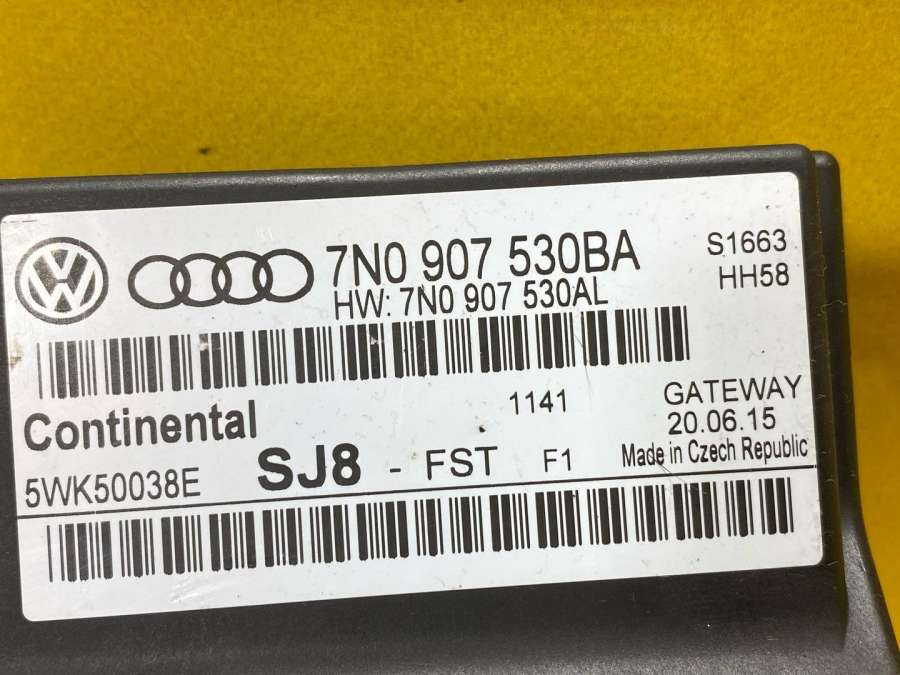 7N0 907 530BA
HW: 7N0 907 530AL
S1663
HH58
Continental
1141
GATEWAY
20.06.15
5WK50038E
SJ8 - FST F1
Made in Czech Republic